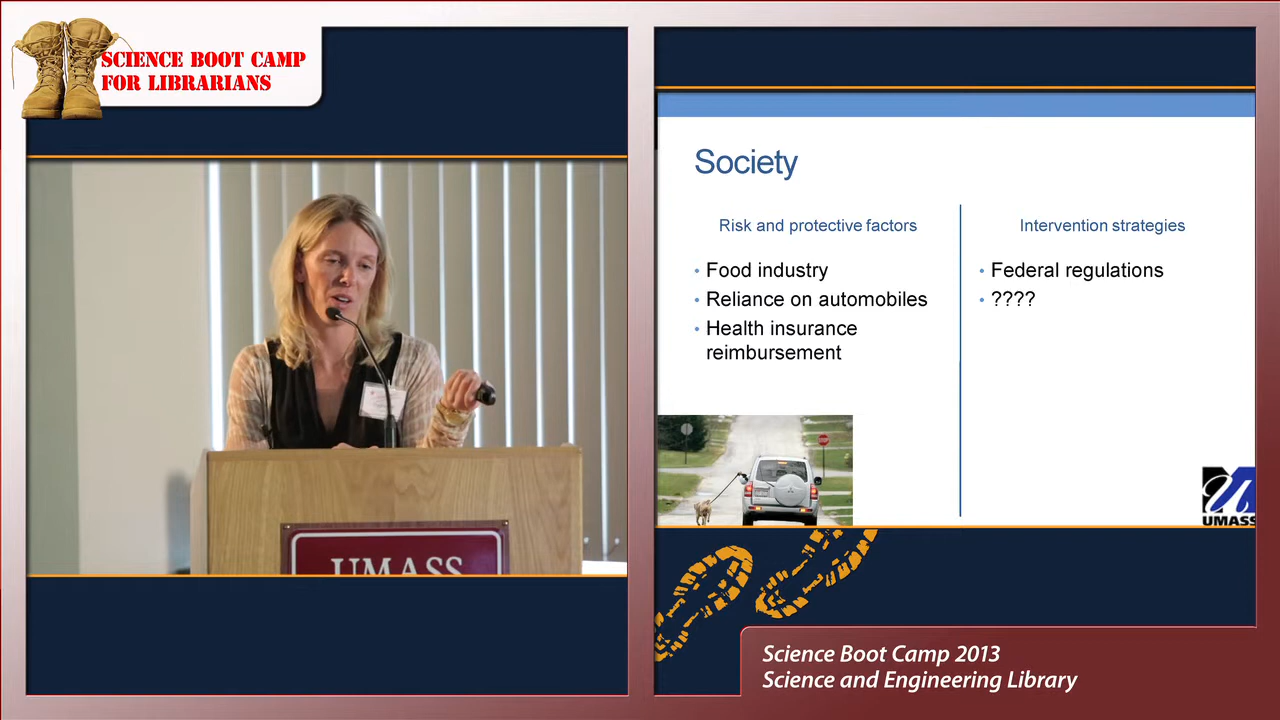 SCIENCE BOOT CAMP
FOR LIBRARIANS
UMASS
Society
Risk and protective factors
• Food industry
• Reliance on automobiles
• Health insurance
reimbursement
Intervention strategies
• Federal regulations
• ????
UMASS
Science Boot Camp 2013
Science and Engineering Library